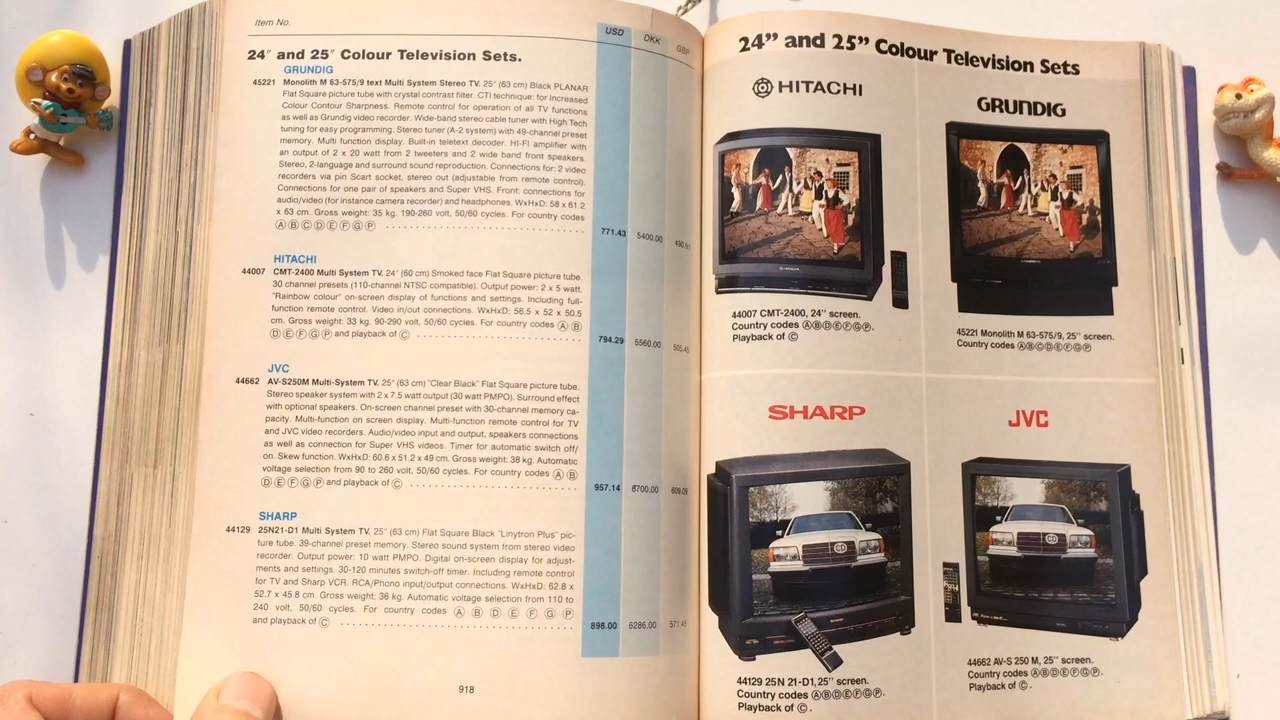 Item No.
USD DKK GBP
24" and 25" Colour Television Sets.
GRUNDIG
45221 Monolith M 63-575/9 text Multi System Stereo TV. 25" (63 cm) Black PLANAR
Flat Square picture tube with crystal contrast filter. CTI technique: for increased
Colour Contour Sharpness. Remote control for operation of all TV functions
as well as Grundig video recorder. Wide-band stereo cable tuner with High Tech
tuning for easy programming. Stereo tuner (A-2 system) with 49-channel preset
memory. Multi function display. Built-in teletext decoder. HI-FI amplifier with
an output of 2 x 20 watt from 2 tweeters and 2 wide band front speakers.
Stereo, 2-language and surround sound reproduction. Connections for: 2 video
recorders via pin Scart socket, stereo out (adjustable from remote control).
Connections for one pair of speakers and Super VHS. Front: connections for
audio/video (for instance camera recorder) and headphones. WxHxD: 58 x 61.2
x 63 cm. Gross weight: 35 kg. 190-260 volt, 50/60 cycles. For country codes
Ⓐ Ⓑ Ⓒ Ⓓ Ⓔ Ⓕ Ⓖ Ⓟ 771.43 5400,00
HITACHI
44007 CMT-2400 Multi System TV. 24" (60 cm) Smoked face Flat Square picture tube.
30 channel presets (110-channel NTSC compatible). Output power: 2 x 5 watt.
"Rainbow colour" on-screen display of functions and settings. Including full-
function remote control. Video in/out connections. WxHxD: 56.5 x 52 x 50.5
cm. Gross weight: 33 kg. 90-290 volt, 50/60 cycles. For country codes Ⓐ Ⓑ
Ⓓ Ⓔ Ⓕ Ⓖ Ⓟ and playback of Ⓒ 794.29 5560,00 505.45
JVC
44662 AV-S250M Multi-System TV. 25" (63 cm) "Clear Black" Flat Square picture tube.
Stereo speaker system with 2 x 7.5 watt output (30 watt PMPO). Surround effect
with optional speakers. On-screen channel preset with 30-channel memory ca-
pacity. Multi-function on screen display. Multi-function remote control for TV
and JVC video recorders. Audio/video input and output, speakers connections
as well as connection for Super VHS videos. Timer for automatic switch off/
on. Skew function. WxHxD: 60.6 x 51.2 x 49 cm. Gross weight: 38 kg. Automatic
voltage selection from 90 to 260 volt, 50/60 cycles. For country codes Ⓐ Ⓑ
Ⓓ Ⓔ Ⓕ Ⓖ Ⓟ and playback of Ⓒ 957.14 6700,00 609.09
SHARP
44129 25N21-D1 Multi System TV. 25" (63 cm) Flat Square Black "Linytron Plus" pic-
ture tube. 39-channel preset memory. Stereo sound system from stereo video
recorder. Output power: 10 watt PMPO. Digital on-screen display for adjust-
ments and settings. 30-120 minutes switch-off timer. Including remote control
for TV and Sharp VCR. RCA/Phono input/output connections. WxHxD: 62.8 x
52.7 x 45.8 cm. Gross weight: 36 kg. Automatic voltage selection from 110 to
240 volt, 50/60 cycles. For country codes Ⓐ Ⓑ Ⓓ Ⓔ Ⓕ Ⓖ Ⓟ
and playback of Ⓒ 898.00 6286,00 571.45
918
24" and 25" Colour Television Sets
HITACHI
GRUNDIG
44007 CMT-2400, 24" screen.
Country codes ⒶⒷⒹⒺⒻⒼⓅ.
Playback of Ⓒ
45221 Monolith M 63-575/9, 25" screen.
Country codes ⒶⒷⒸⒹⒺⒻⒼⓅ
SHARP
JVC
CD
CD
44129 25N 21-D1, 25" screen.
Country codes ⒶⒷⒹⒺⒻⒼⓅ.
Playback of Ⓒ.
44662 AV-S 250 M, 25" screen.
Country codes ⒶⒷⒹⒺⒻⒼⓅ.
Playback of Ⓒ.